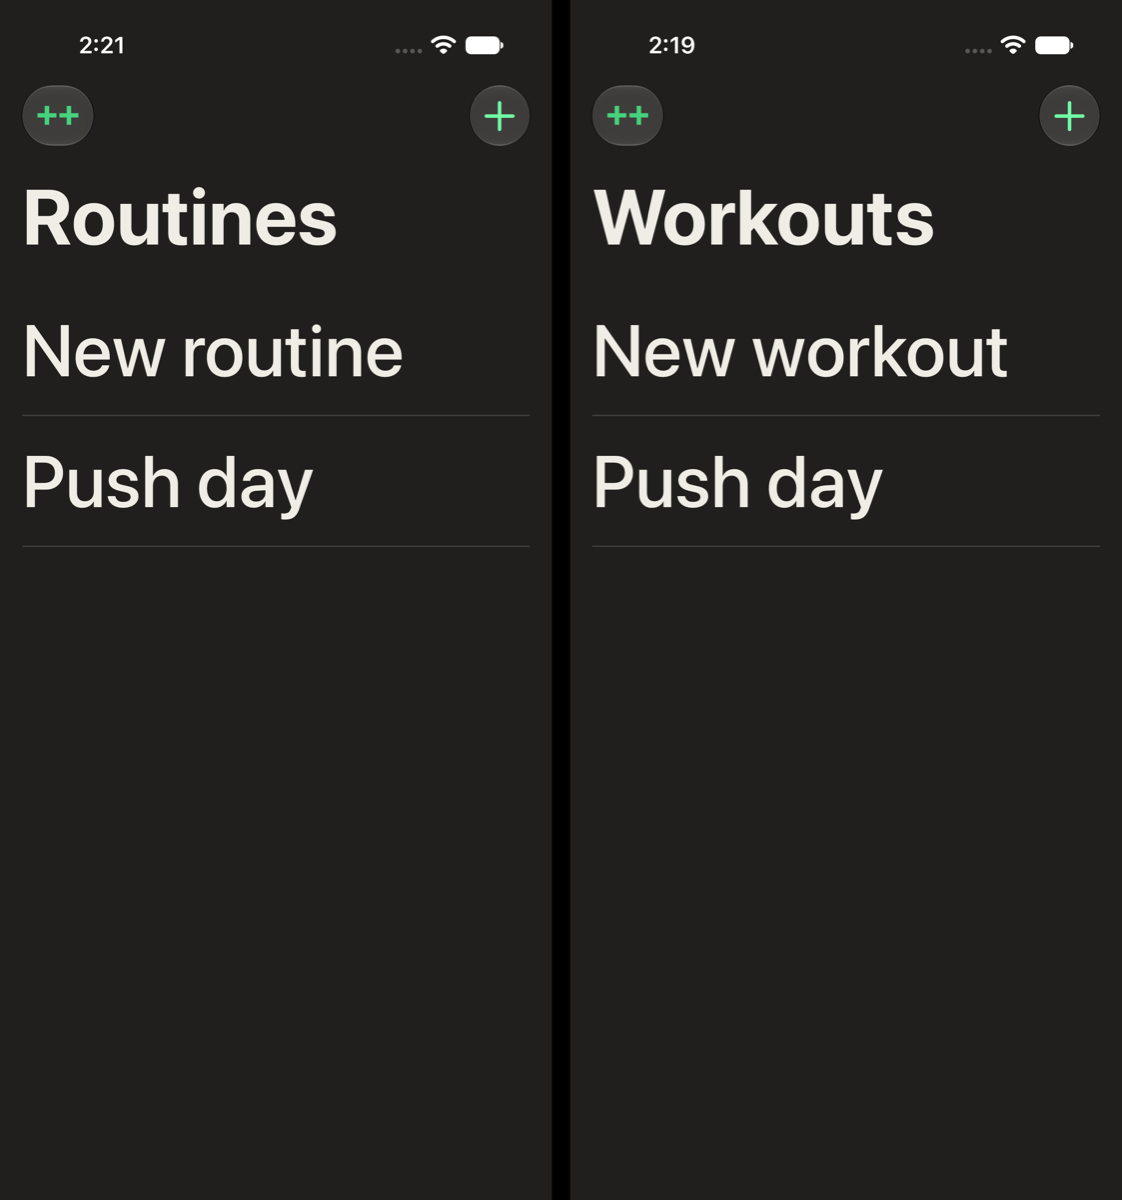 2:21
++
+
Routines
New routine
Push day
2:19
++
+
Workouts
New workout
Push day